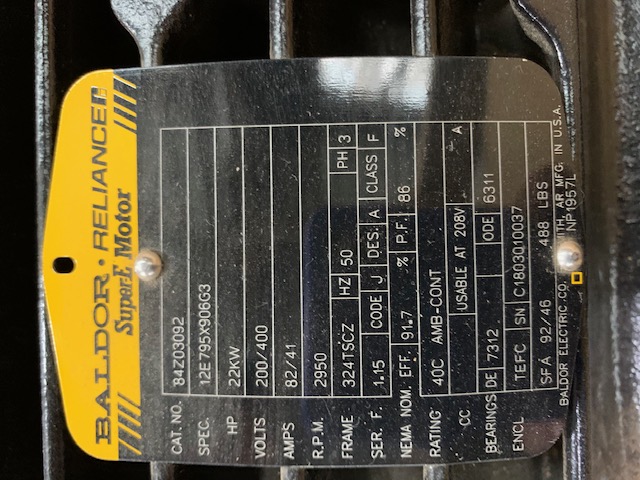 BALDOR · RELIANCE
Super-E Motor
CAT. NO. 84Z03092
SPEC. 12E795X906G3
HP 22KW
VOLTS 200/400
AMPS 82/41
R.P.M. 2950
FRAME 324TSCZ HZ 50 PH 3
SER. F. 1.15 CODE J DES. A CLASS F
NEMA NOM. EFF. 91.7 % P.F. 86 %
RATING 40C AMB-CONT
CC USABLE AT 208V A
BEARINGS DE 7312 ODE 6311
ENCL TEFC SN C1803010037
SFA 92/46 488 LBS
BALDOR ELECTRIC CO. ITH, AR MFG. IN U.S.A.
NP1957L